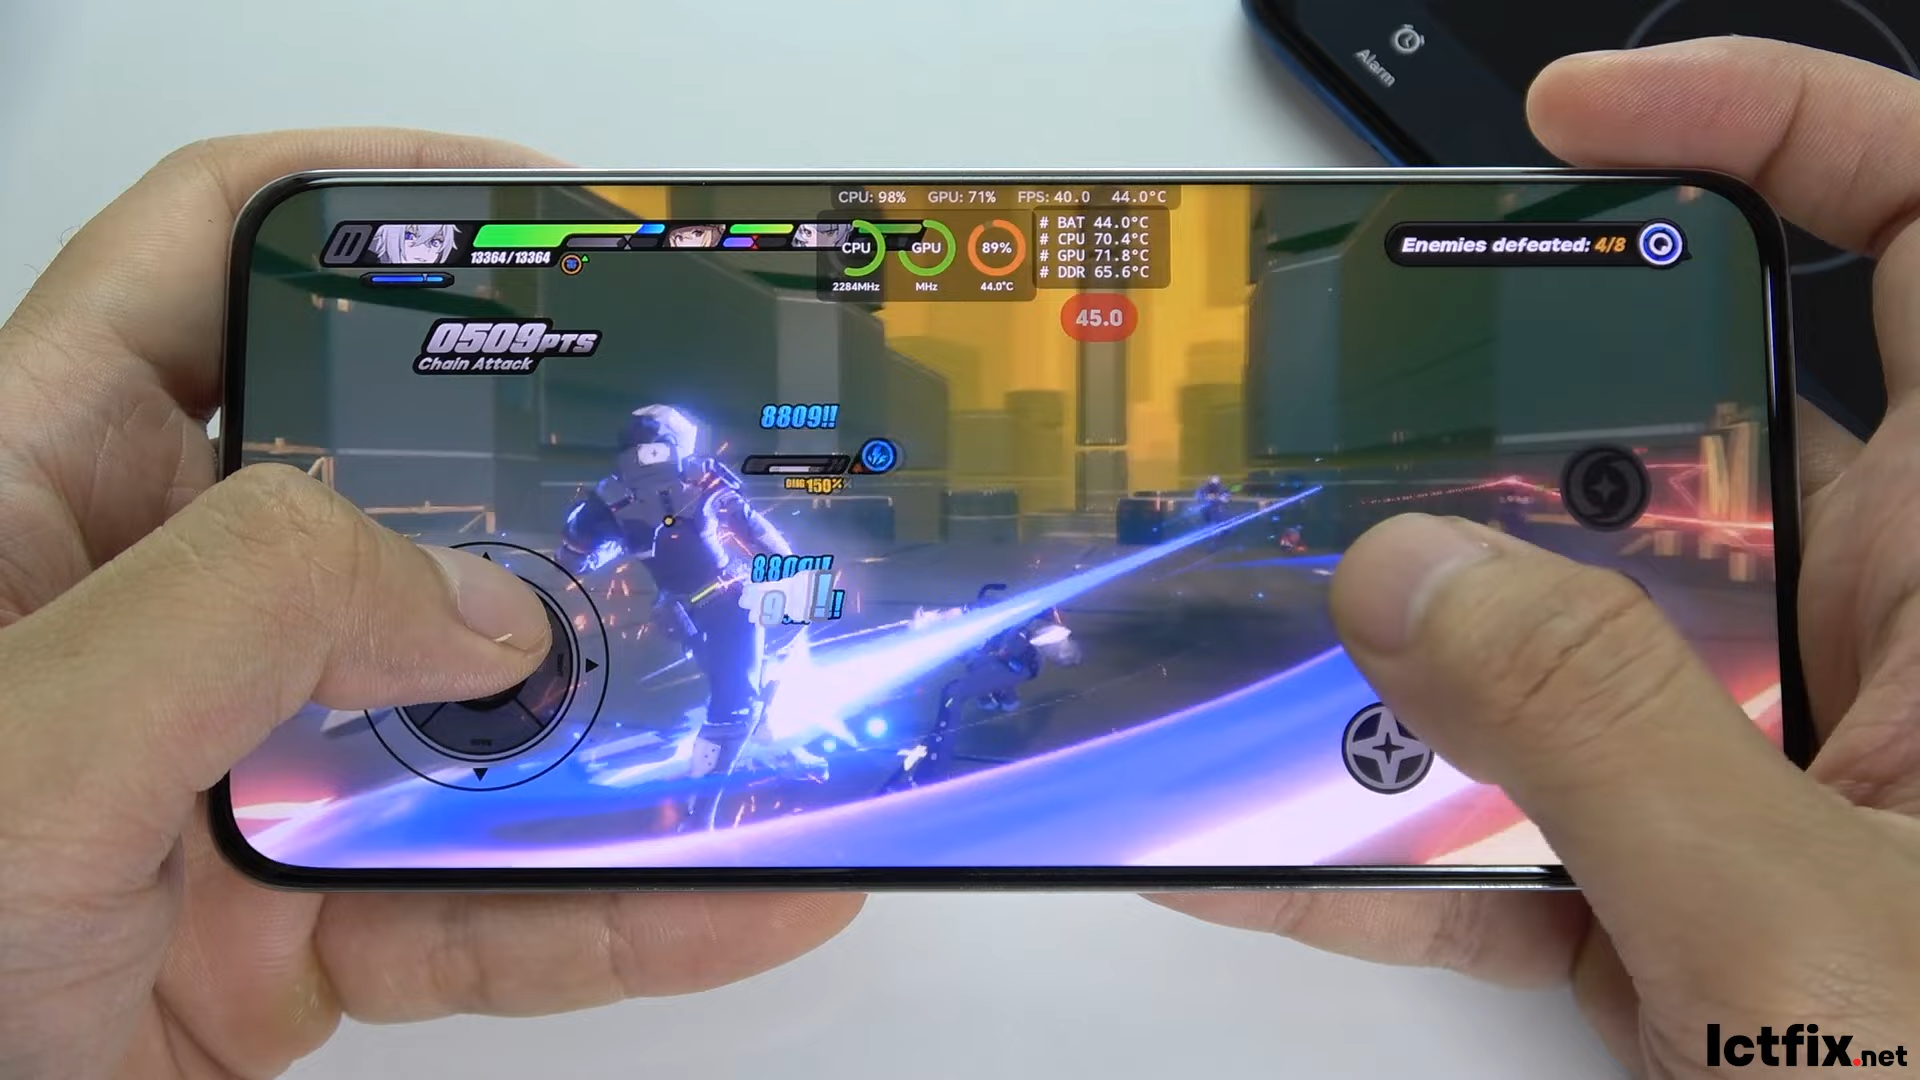 Alarm
CPU: 98% GPU: 71% FPS: 40.0 44.0°C
13364/13364
CPU GPU 89%
2284MHz MHz 44.0°C
# BAT 44.0°C
# CPU 70.4°C
# GPU 71.8°C
# DDR 65.6°C
Enemies defeated: 4/8
45.0
0509PTS
Chain Attack
8809!!
DMG150%
8809!!
Ictfix.net